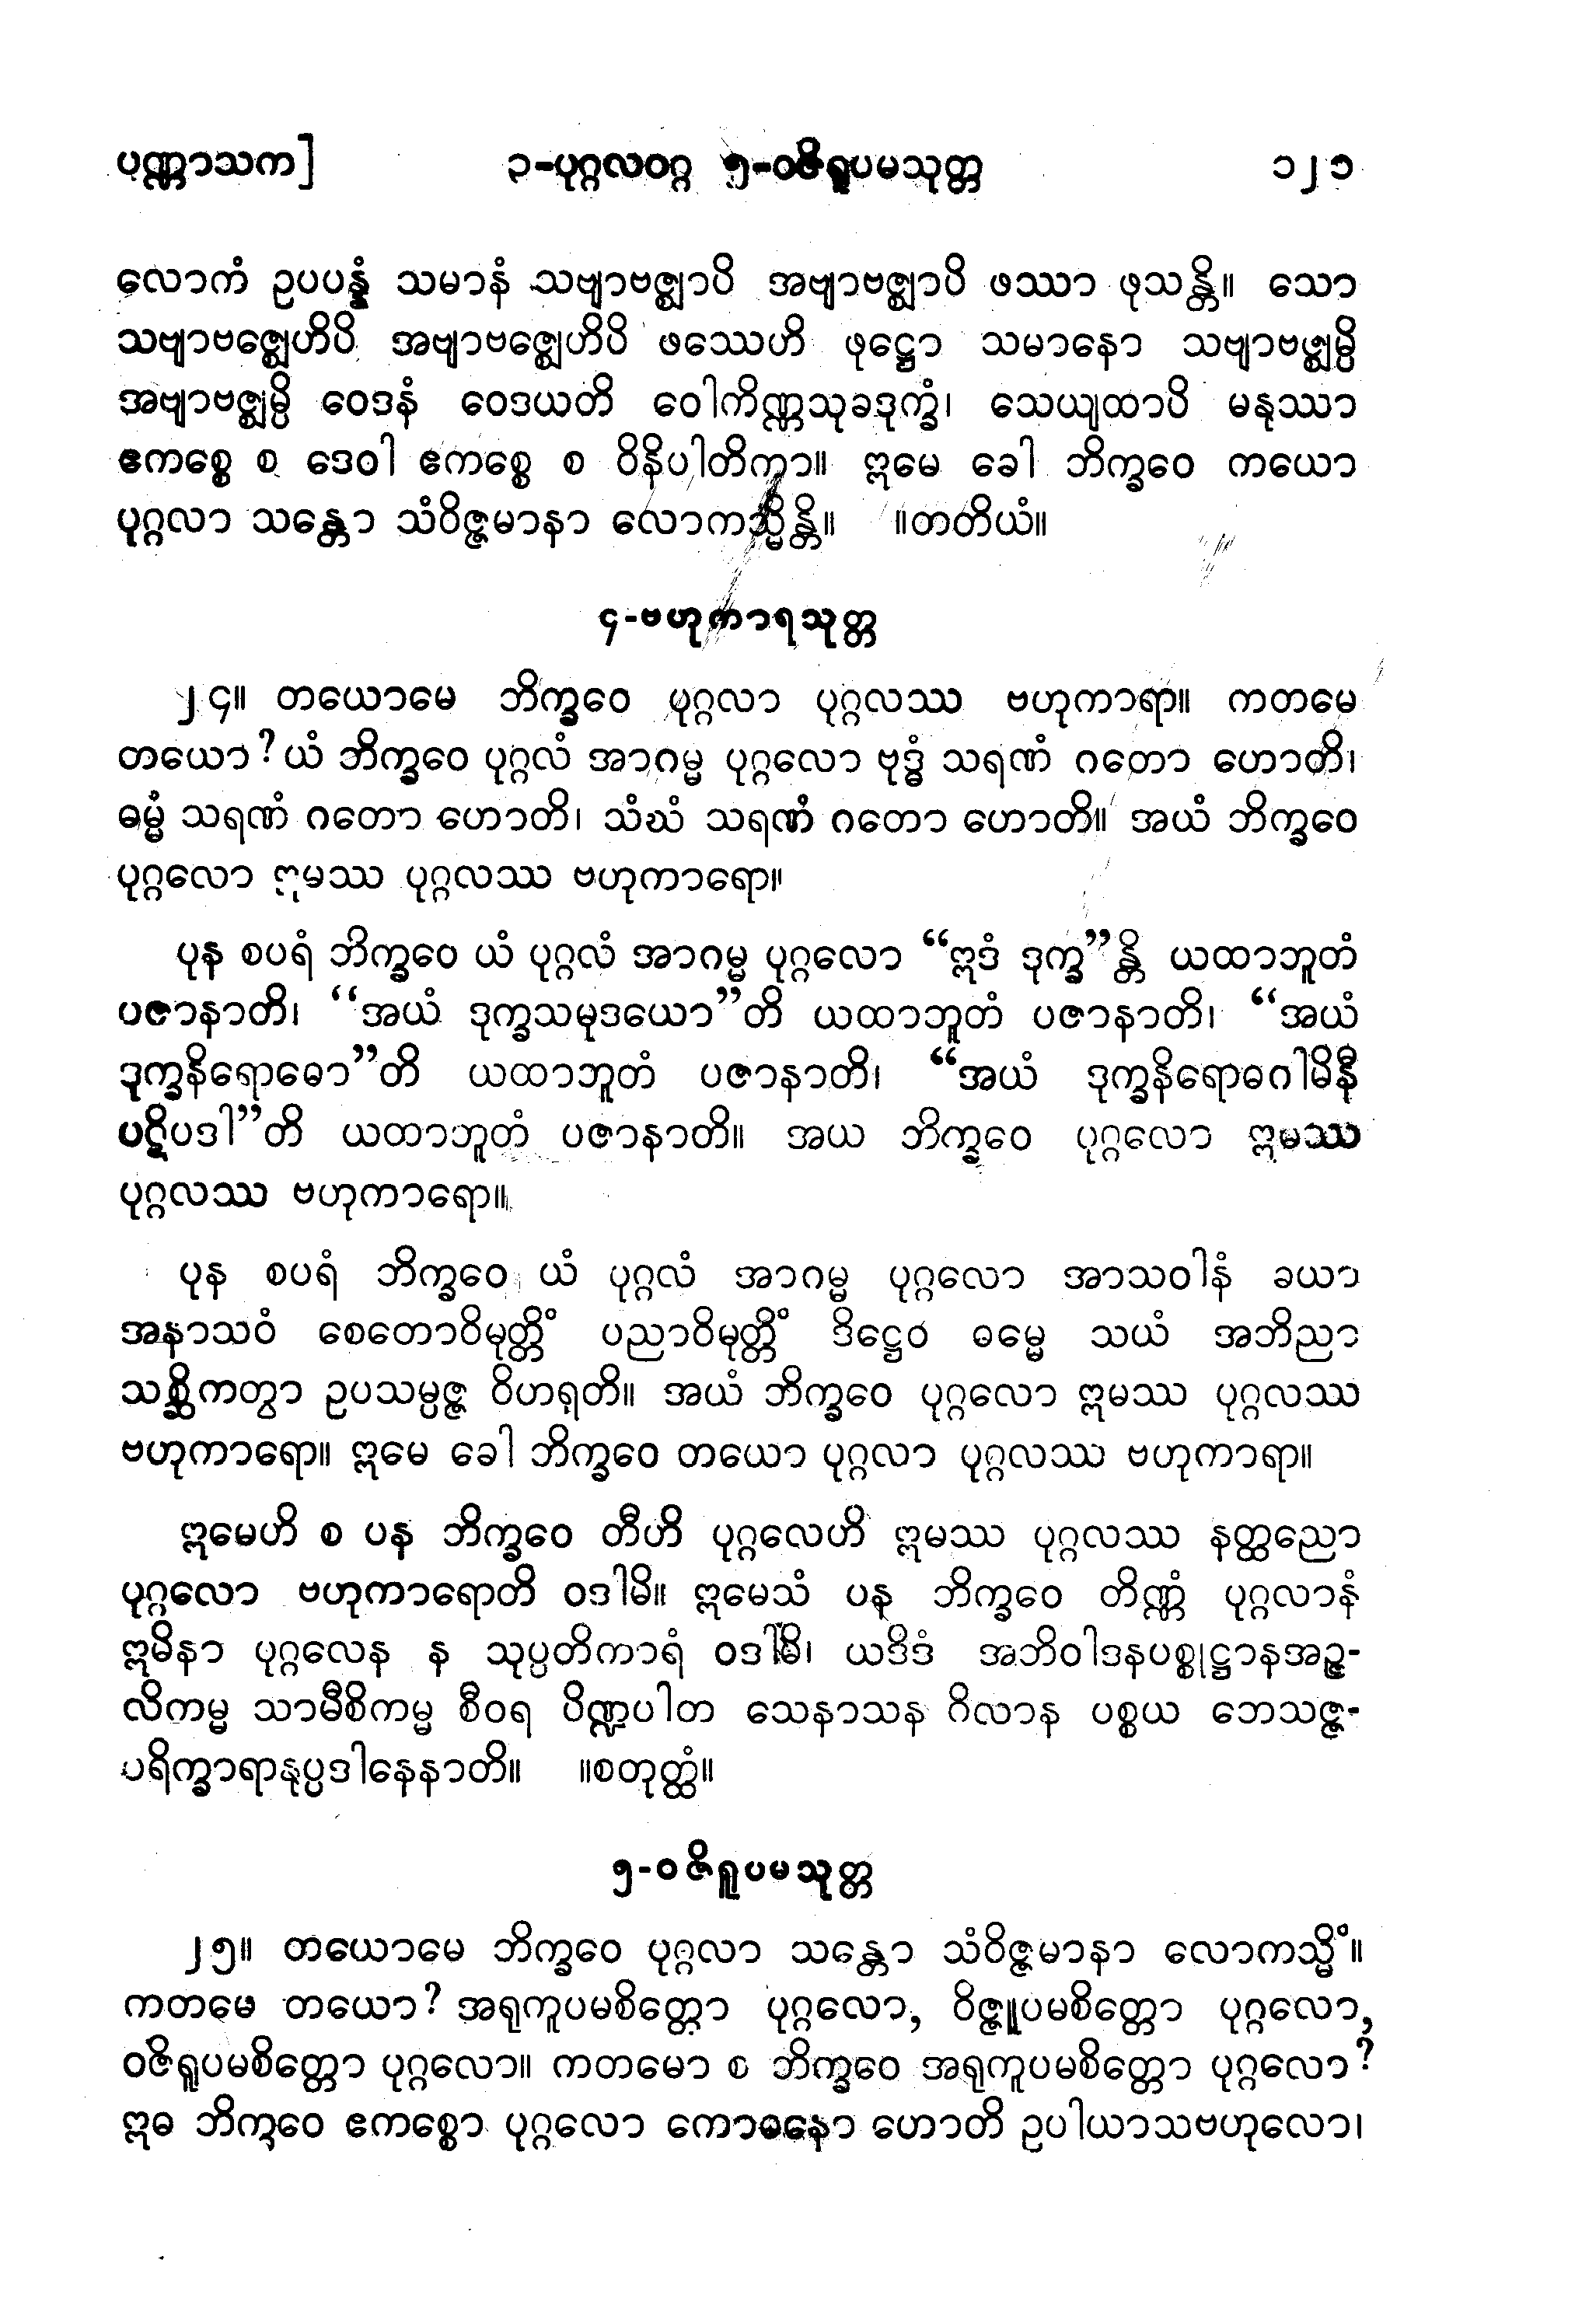 ပဏ္ဏာသက] ၃-ပုဂ္ဂလဝဂ္ဂ ၅-ဝဇိရူပမသုတ္တ ၁၂၁
လောကံ ဥပပန္နံ သမာနံ သဗျာဗဇ္ဈာပိ အဗျာဗဇ္ဈာပိ ဖဿာ ဖုသန္တိ။ သော
သဗျာဗဇ္ဈေဟိပိ အဗျာဗဇ္ဈေဟိပိ ဖဿေဟိ ဖုဋ္ဌော သမာနော သဗျာဗဇ္ဈမ္ပိ
အဗျာဗဇ္ဈမ္ပိ ဝေဒနံ ဝေဒယတိ ဝေါကိဏ္ဏသုခဒုက္ခံ၊ သေယျထာပိ မနုဿာ
ဧကစ္စေ စ ဒေဝါ ဧကစ္စေ စ ဝိနိပါတိကာ။ ဣမေ ခေါ ဘိက္ခဝေ ကယော
ပုဂ္ဂလာ သန္တော သံဝိဇ္ဇမာနာ လောကသ္မိန္တိ။ ။တတိယံ။
၄-ဗဟုကာရသုတ္တ
၂၄။ တယောမေ ဘိက္ခဝေ ပုဂ္ဂလာ ပုဂ္ဂလဿ ဗဟုကာရာ။ ကတမေ
တယော? ယံ ဘိက္ခဝေ ပုဂ္ဂလံ အာဂမ္မ ပုဂ္ဂလော ဗုဒ္ဓံ သရဏံ ဂတော ဟောတိ၊
ဓမ္မံ သရဏံ ဂတော ဟောတိ၊ သံဃံ သရဏံ ဂတော ဟောတိ။ အယံ ဘိက္ခဝေ
ပုဂ္ဂလော ဣမဿ ပုဂ္ဂလဿ ဗဟုကာရော။
ပုန စပရံ ဘိက္ခဝေ ယံ ပုဂ္ဂလံ အာဂမ္မ ပုဂ္ဂလော “ဣဒံ ဒုက္ခ”န္တိ ယထာဘူတံ
ပဇာနာတိ၊ “အယံ ဒုက္ခသမုဒယော”တိ ယထာဘူတံ ပဇာနာတိ၊ “အယံ
ဒုက္ခနိရောဓော”တိ ယထာဘူတံ ပဇာနာတိ၊ “အယံ ဒုက္ခနိရောဓဂါမိနီ
ပဋိပဒါ”တိ ယထာဘူတံ ပဇာနာတိ။ အယ ဘိက္ခဝေ ပုဂ္ဂလော ဣမဿ
ပုဂ္ဂလဿ ဗဟုကာရော။
ပုန စပရံ ဘိက္ခဝေ ယံ ပုဂ္ဂလံ အာဂမ္မ ပုဂ္ဂလော အာသဝါနံ ခယာ
အနာသဝံ စေတောဝိမုတ္တိံ ပညာဝိမုတ္တိံ ဒိဋ္ဌေဝ ဓမ္မေ သယံ အဘိညာ
သစ္ဆိကတွာ ဥပသမ္ပဇ္ဇ ဝိဟရတိ။ အယံ ဘိက္ခဝေ ပုဂ္ဂလော ဣမဿ ပုဂ္ဂလဿ
ဗဟုကာရော။ ဣမေ ခေါ ဘိက္ခဝေ တယော ပုဂ္ဂလာ ပုဂ္ဂလဿ ဗဟုကာရာ။
ဣမေဟိ စ ပန ဘိက္ခဝေ တီဟိ ပုဂ္ဂလေဟိ ဣမဿ ပုဂ္ဂလဿ နတ္ထညော
ပုဂ္ဂလော ဗဟုကာရောတိ ဝဒါမိ။ ဣမေသံ ပန ဘိက္ခဝေ တိဏ္ဏံ ပုဂ္ဂလာနံ
ဣမိနာ ပုဂ္ဂလေန န သုပ္ပတိကာရံ ဝဒါမိ၊ ယဒိဒံ အဘိဝါဒနပစ္စုဋ္ဌာနအဉ္ဇ-
လိကမ္မ သာမီစိကမ္မ စီဝရ ပိဏ္ဍပါတ သေနာသန ဂိလာန ပစ္စယ ဘေသဇ္ဇ-
ပရိက္ခာရာနုပ္ပဒါနေနာတိ။ ။စတုတ္ထံ။
၅-ဝဇိရူပမသုတ္တ
၂၅။ တယောမေ ဘိက္ခဝေ ပုဂ္ဂလာ သန္တော သံဝိဇ္ဇမာနာ လောကသ္မိံ။
ကတမေ တယော? အရုကူပမစိတ္တော ပုဂ္ဂလော, ဝိဇ္ဇူပမစိတ္တော ပုဂ္ဂလော,
ဝဇိရူပမစိတ္တော ပုဂ္ဂလော။ ကတမော စ ဘိက္ခဝေ အရုကူပမစိတ္တော ပုဂ္ဂလော?
ဣဓ ဘိက္ခဝေ ဧကစ္စော ပုဂ္ဂလော ကောဓနော ဟောတိ ဥပါယာသဗဟုလော၊